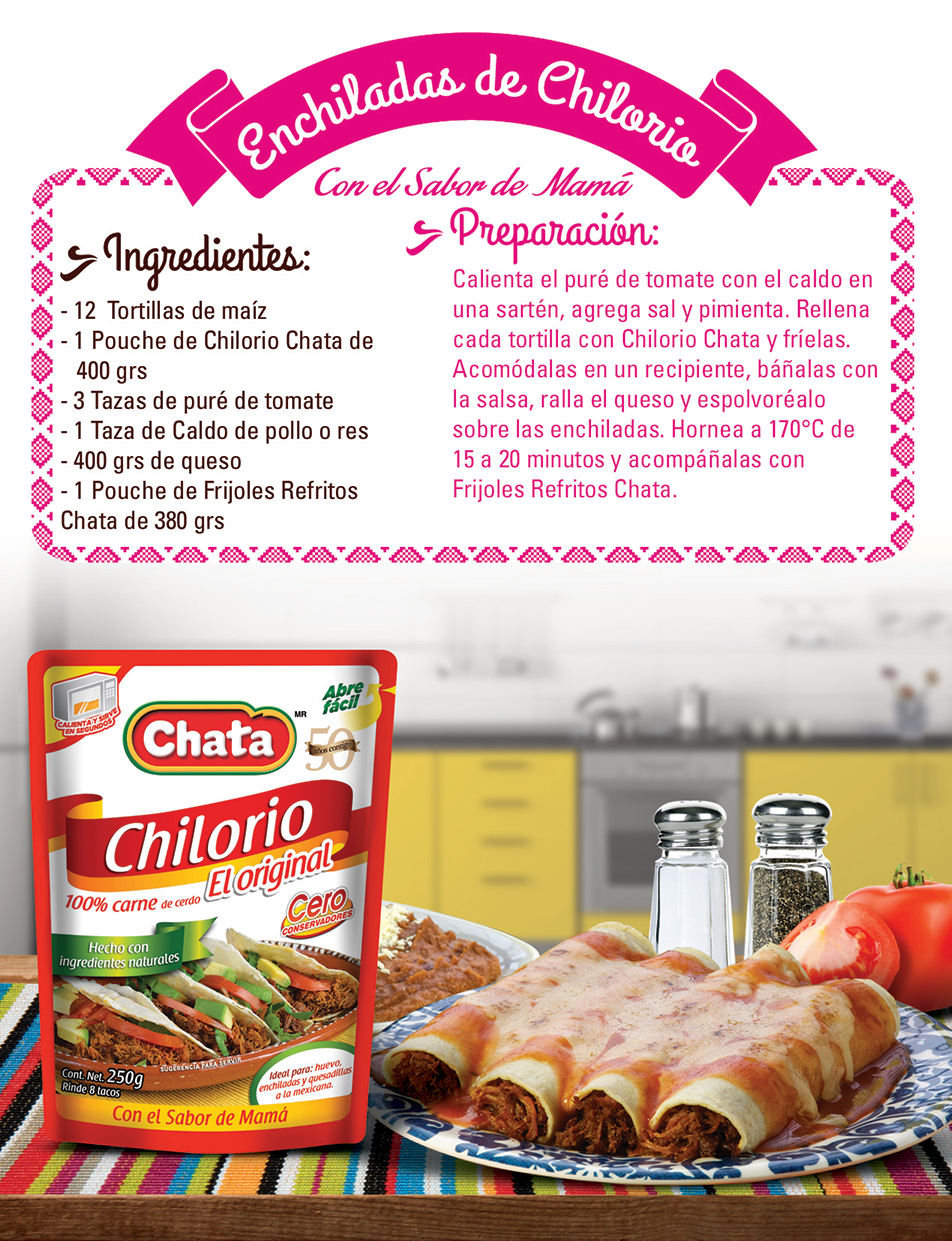 Enchiladas de Chilorio
Con el Sabor de Mamá
Ingredientes:
- 12 Tortillas de maíz
- 1 Pouche de Chilorio Chata de
400 grs
- 3 Tazas de puré de tomate
- 1 Taza de Caldo de pollo o res
- 400 grs de queso
- 1 Pouche de Frijoles Refritos
Chata de 380 grs
Preparación:
Calienta el puré de tomate con el caldo en
una sartén, agrega sal y pimienta. Rellena
cada tortilla con Chilorio Chata y fríelas.
Acomódalas en un recipiente, báñalas con
la salsa, ralla el queso y espolvoréalo
sobre las enchiladas. Hornea a 170°C de
15 a 20 minutos y acompáñalas con
Frijoles Refritos Chata.
CALIENTA Y SIRVE
EN SEGUNDOS
Abre
fácil
Chata
MR
50
años contigo
Chilorio
El original
100% carne de cerdo
Cero
CONSERVADORES
Hecho con
ingredientes naturales
SUGERENCIA PARA SERVIR
Cont. Net. 250g
Rinde 8 tacos
Ideal para: huevo,
enchiladas y quesadillas
a la mexicana.
Con el Sabor de Mamá